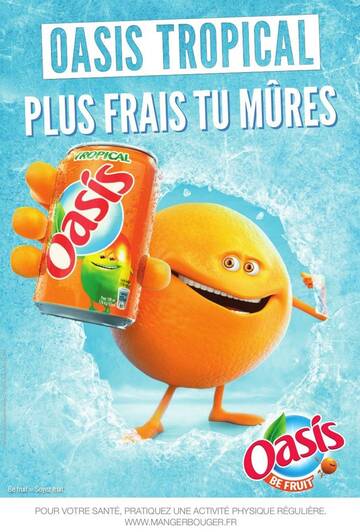 OASIS TROPICAL
PLUS FRAIS TU MÛRES
TROPICAL
Oasis
Oasis
BE FRUIT
Be fruit = Soyez fruit
POUR VOTRE SANTÉ, PRATIQUEZ UNE ACTIVITÉ PHYSIQUE RÉGULIÈRE.
WWW.MANGERBOUGER.FR